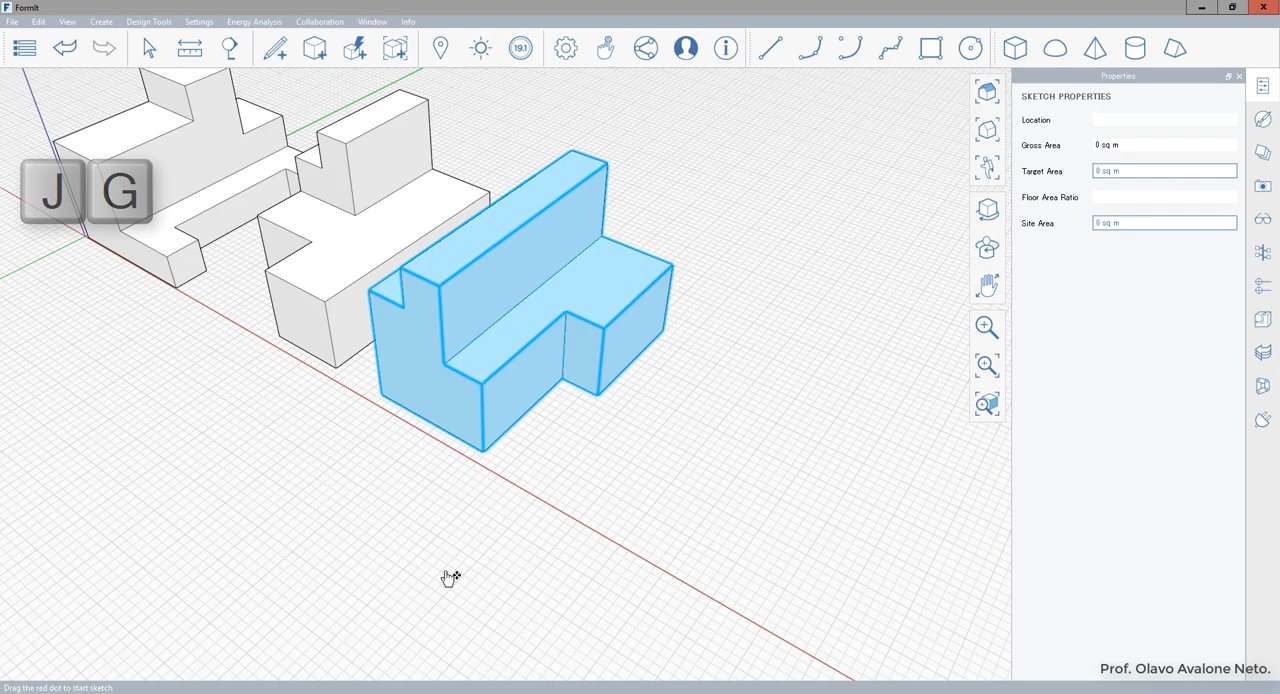 FormIt
File Edit View Create Design Tools Settings Energy Analysis Collaboration Window Info
19.1
Properties
SKETCH PROPERTIES
Location
Gross Area 0 sq m
Target Area 0 sq m
Floor Area Ratio
Site Area 0 sq m
J G
Prof. Olavo Avalone Neto.
Drag the red dot to start sketch